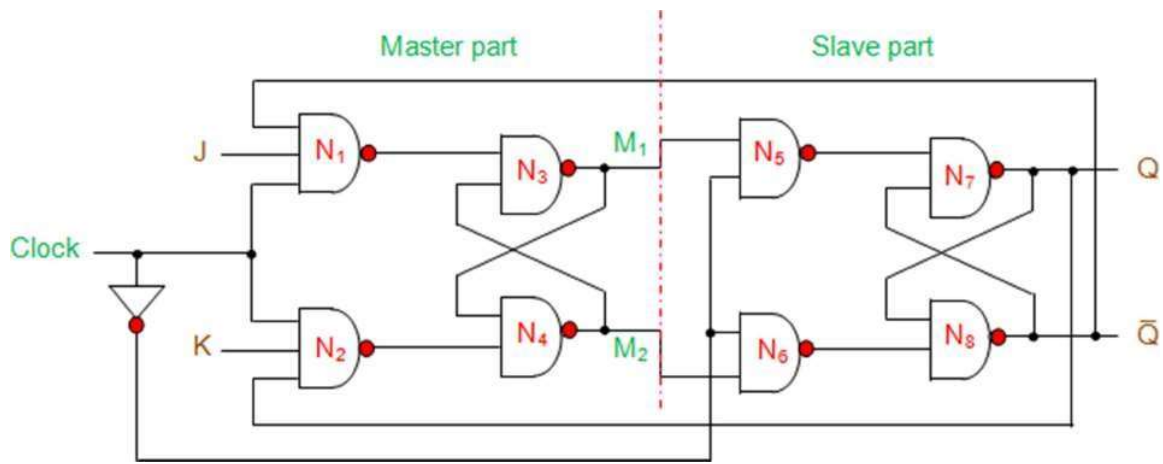 Master part
Slave part
J
N₁
N₃
M₁
N₅
N₇
Q
Clock
K
N₂
N₄
M₂
N₆
N₈
Q̅